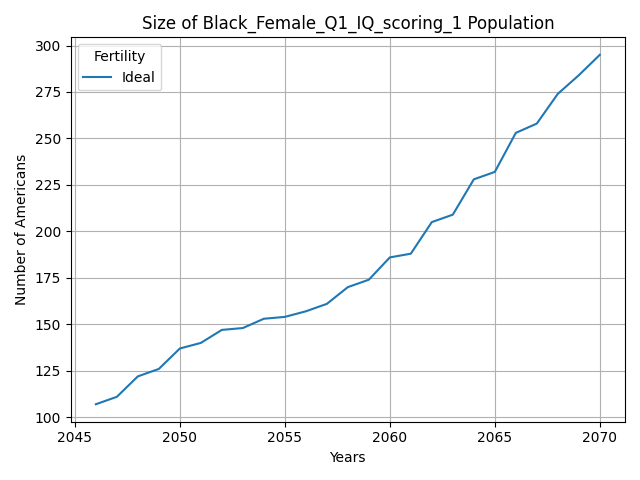 Size of Black_Female_Q1_IQ_scoring_1 Population
Fertility
Ideal
Number of Americans
300
275
250
225
200
175
150
125
100
2045 2050 2055 2060 2065 2070
Years